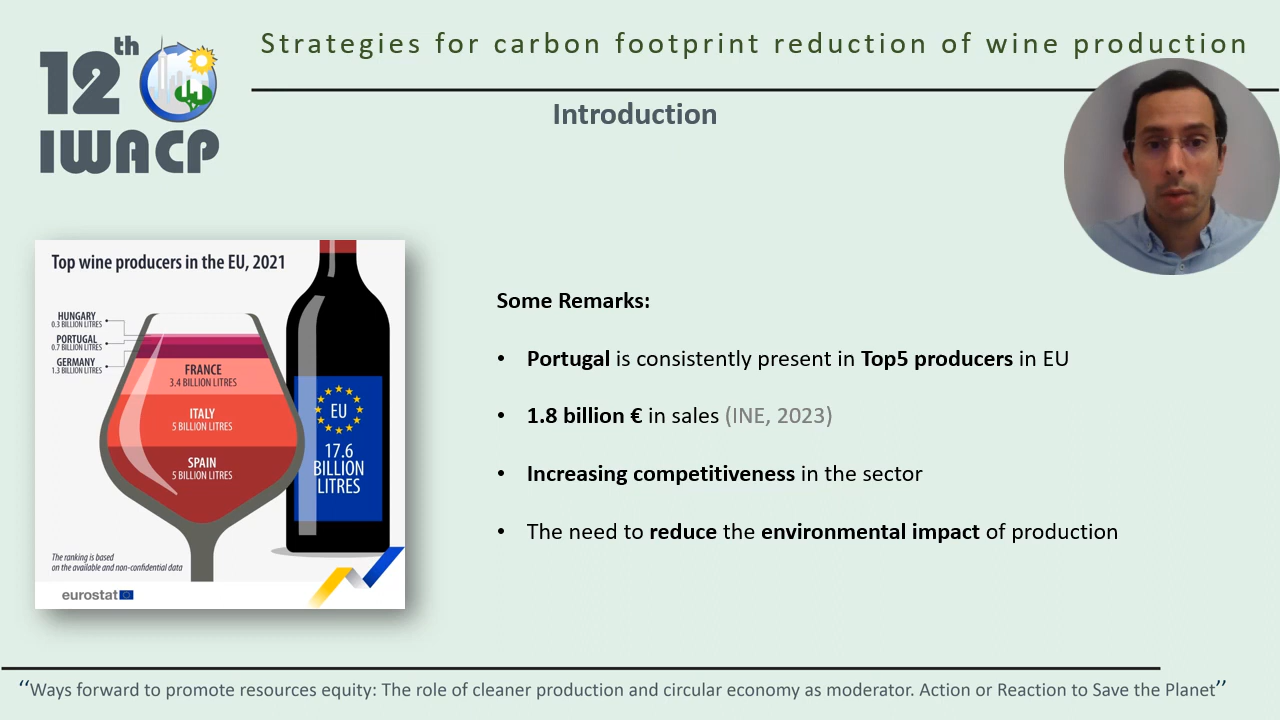 12th
IWACP
Strategies for carbon footprint reduction of wine production
Introduction
Top wine producers in the EU, 2021
HUNGARY
0.3 BILLION LITRES
PORTUGAL
0.7 BILLION LITRES
GERMANY
1.3 BILLION LITRES
FRANCE
3.4 BILLION LITRES
ITALY
5 BILLION LITRES
SPAIN
5 BILLION LITRES
EU
17.6
BILLION
LITRES
The ranking is based
on the available and non-confidential data
eurostat
Some Remarks:
• Portugal is consistently present in Top5 producers in EU
• 1.8 billion € in sales (INE, 2023)
• Increasing competitiveness in the sector
• The need to reduce the environmental impact of production
“Ways forward to promote resources equity: The role of cleaner production and circular economy as moderator. Action or Reaction to Save the Planet”